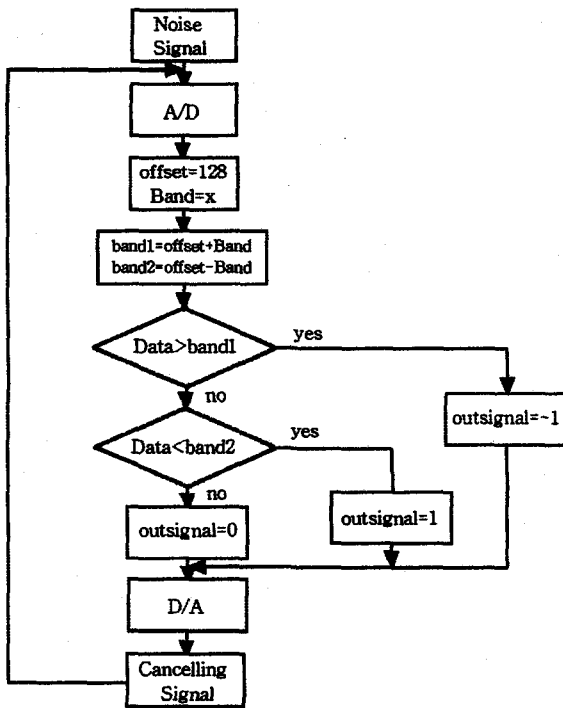 Noise
Signal
A/D
offset=128
Band=x
band1=offset+Band
band2=offset-Band
Data>band1
yes
no
outsignal=~1
Data<band2
yes
no
outsignal=0
outsignal=1
D/A
Cancelling
Signal